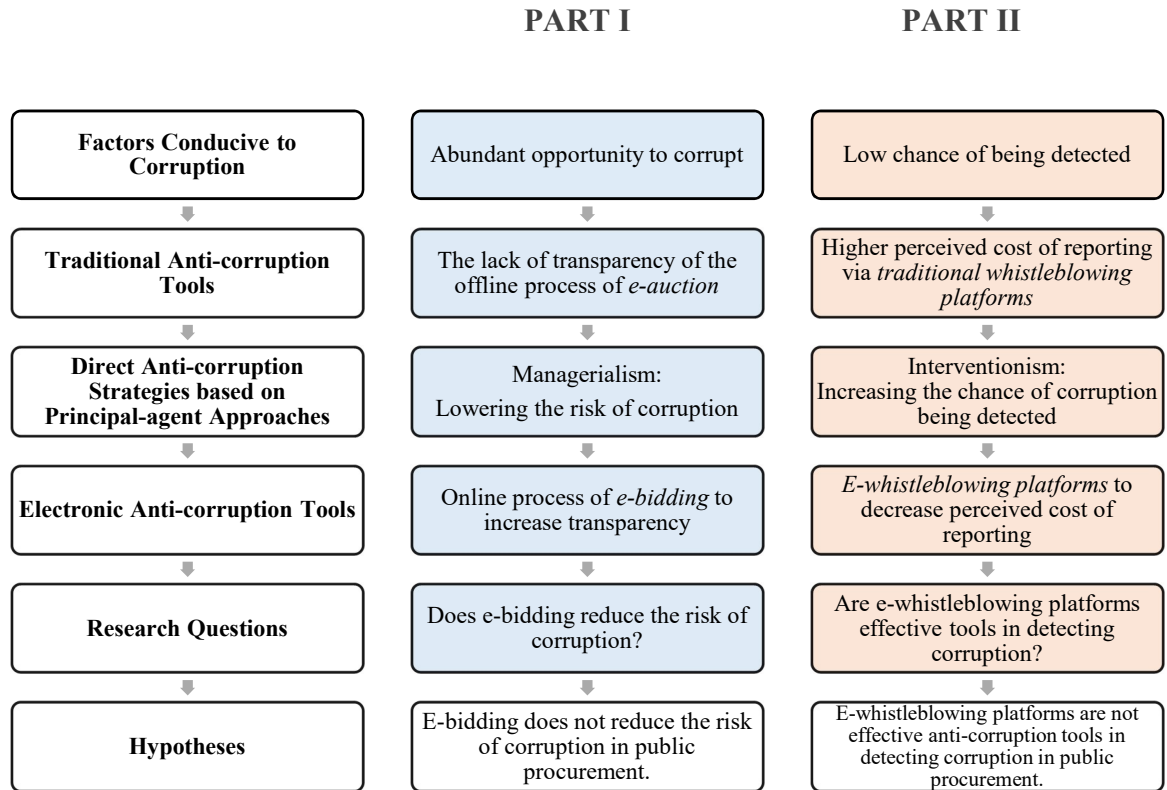 PART I
PART II
Factors Conducive to
Corruption
Abundant opportunity to corrupt
Low chance of being detected
Traditional Anti-corruption
Tools
The lack of transparency of the
offline process of e-auction
Higher perceived cost of reporting
via traditional whistleblowing
platforms
Direct Anti-corruption
Strategies based on
Principal-agent Approaches
Managerialism:
Lowering the risk of corruption
Interventionism:
Increasing the chance of corruption
being detected
Electronic Anti-corruption Tools
Online process of e-bidding to
increase transparency
E-whistleblowing platforms to
decrease perceived cost of
reporting
Research Questions
Does e-bidding reduce the risk of
corruption?
Are e-whistleblowing platforms
effective tools in detecting
corruption?
Hypotheses
E-bidding does not reduce the risk
of corruption in public
procurement.
E-whistleblowing platforms are not
effective anti-corruption tools in
detecting corruption in public
procurement.